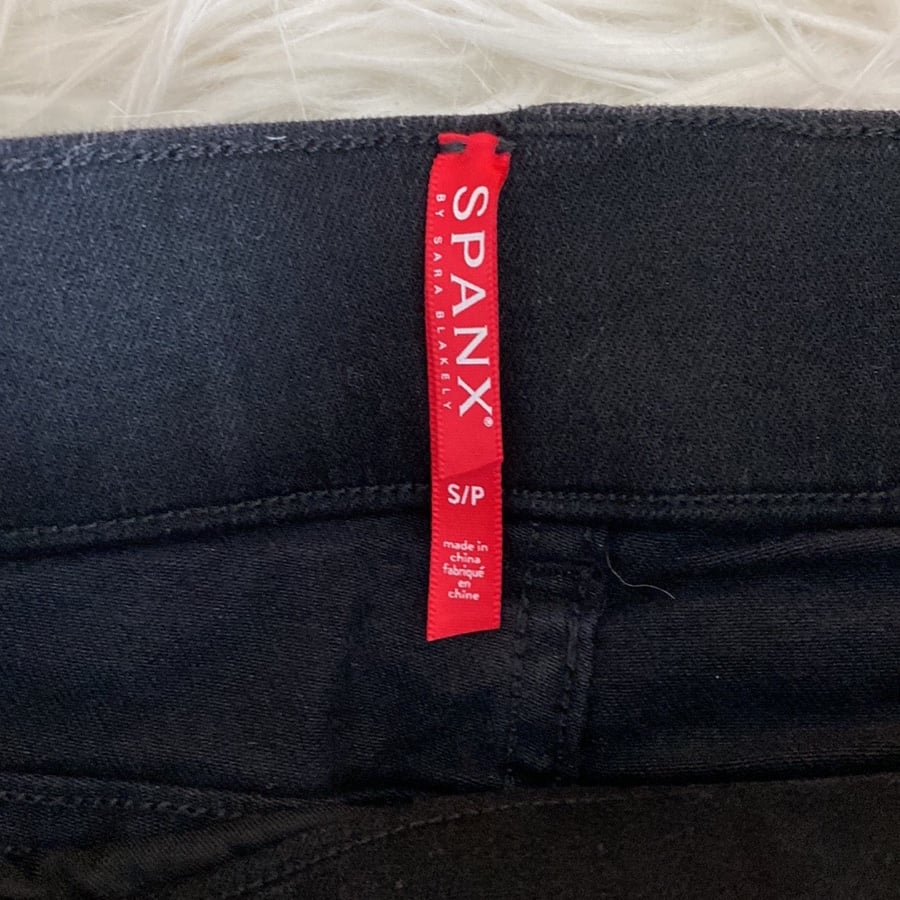 SPANX®
BY SARA BLAKELY
S/P
made in
china
fabriqué
en
chine